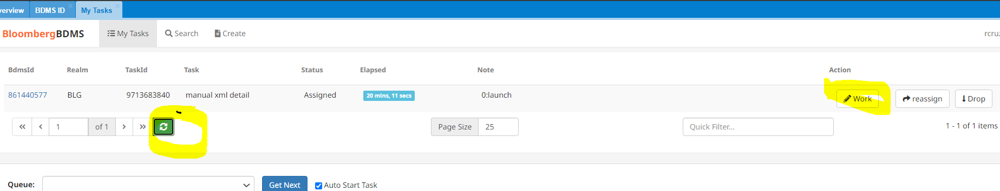 verview BDMS ID My Tasks
BloombergBDMS My Tasks Search Create rcruz
BdmsId Realm TaskId Task Status Elapsed Note Action
861440577 BLG 9713683840 manual xml detail Assigned 20 mins, 11 secs 0:launch Work reassign Drop
« ‹ 1 of 1 › » Page Size 25 Quick Filter... 1 - 1 of 1 items
Queue: Get Next Auto Start Task